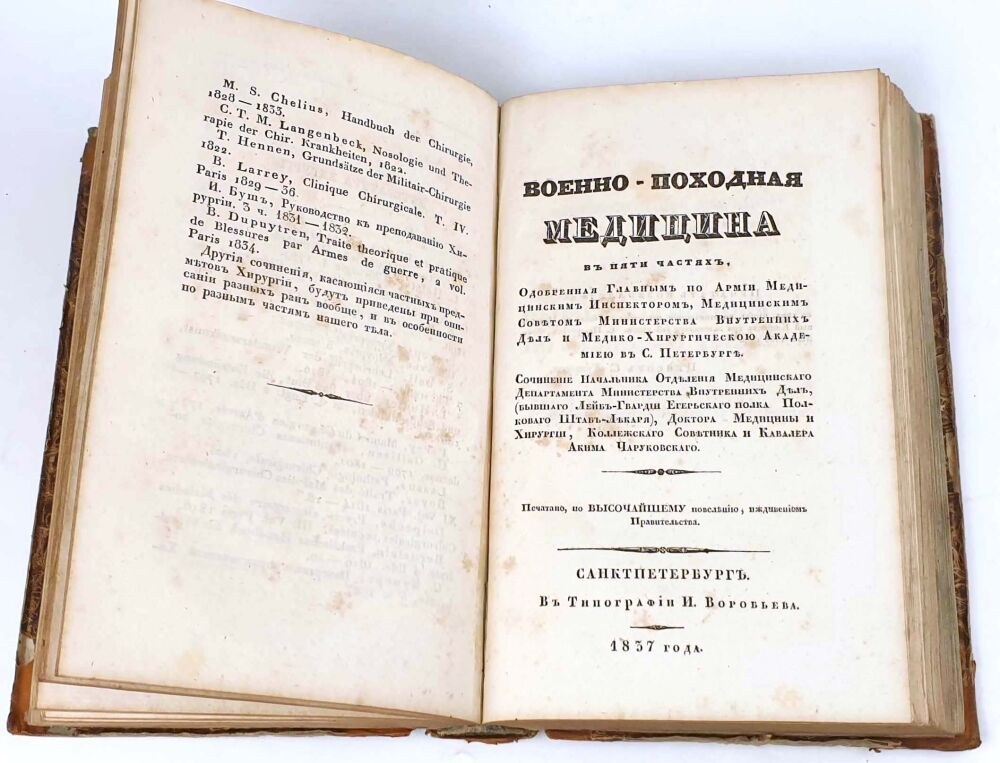 M. S. Chelius, Handbuch der Chirurgie,
1828 — 1833.
C. T. M. Langenbeck, Nosologie und The-
rapie der Chir. Krankheiten, 1822.
T. Hennen, Grundsätze der Militair-Chirurgie
1822.
B. Larrey, Clinique Chirurgicale. T. IV.
Paris 1829 — 36.
И. Бушъ, Руководство къ преподаванію Хи-
рургіи. 3 ч. 1831 — 1832.
B. Dupuytren, Traite theorique et pratique
de Blessures par Armes de guerre, 2 vol.
Paris 1834.
Другія сочиненія, касающіяся частныхъ пред-
мѣтовъ Хирургіи, будутъ приведены при опи-
саніи разныхъ ранъ вообще, и въ особенности
по разнымъ частямъ нашего тѣла.
ВОЕННО - ПОХОДНАЯ
МЕДИЦИНА
ВЪ ПЯТИ ЧАСТЯХЪ,
Одобренная Главнымъ по Арміи Меди-
цинскимъ Инспекторомъ, Медицинскимъ
Совѣтомъ Министерства Внутреннихъ
Дѣлъ и Медико-Хирургическою Акаде-
міею въ С. Петербургѣ.
Сочиненіе Начальника Отдѣленія Медицинскаго
Департамента Министерства Внутреннихъ Дѣлъ,
(бывшаго Лейбъ-Гвардіи Егерьскаго полка Пол-
коваго Штабъ-Лѣкаря), Доктора Медицины и
Хирургіи, Коллежскаго Совѣтника и Кавалера
Акима Чаруковскаго.
Печатано, по ВЫСОЧАЙШЕМУ повелѣнію, иждивеніемъ
Правительства.
САНКТПЕТЕРБУРГЪ.
Въ Типографіи И. Воробьева.
1837 года.